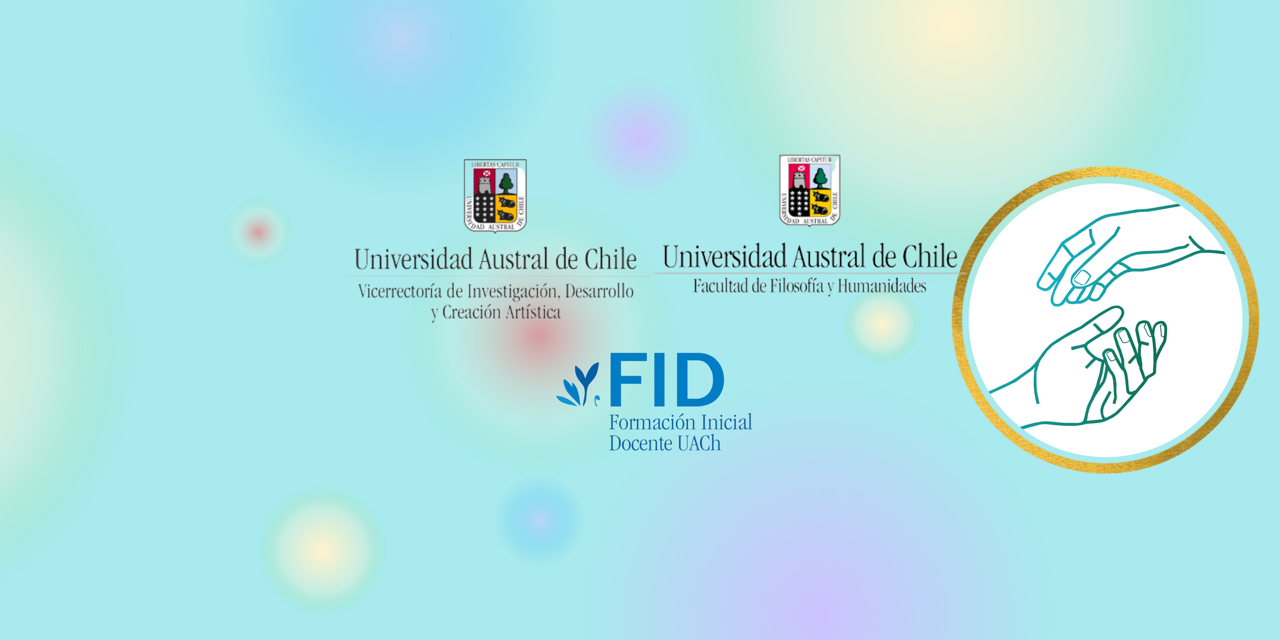 LIBERTAS CAPITUR
UNIVERSIDAD AUSTRAL DE CHILE
Universidad Austral de Chile
Vicerrectoría de Investigación, Desarrollo
y Creación Artística
LIBERTAS CAPITUR
UNIVERSIDAD AUSTRAL DE CHILE
Universidad Austral de Chile
Facultad de Filosofía y Humanidades
FID
Formación Inicial
Docente UACh